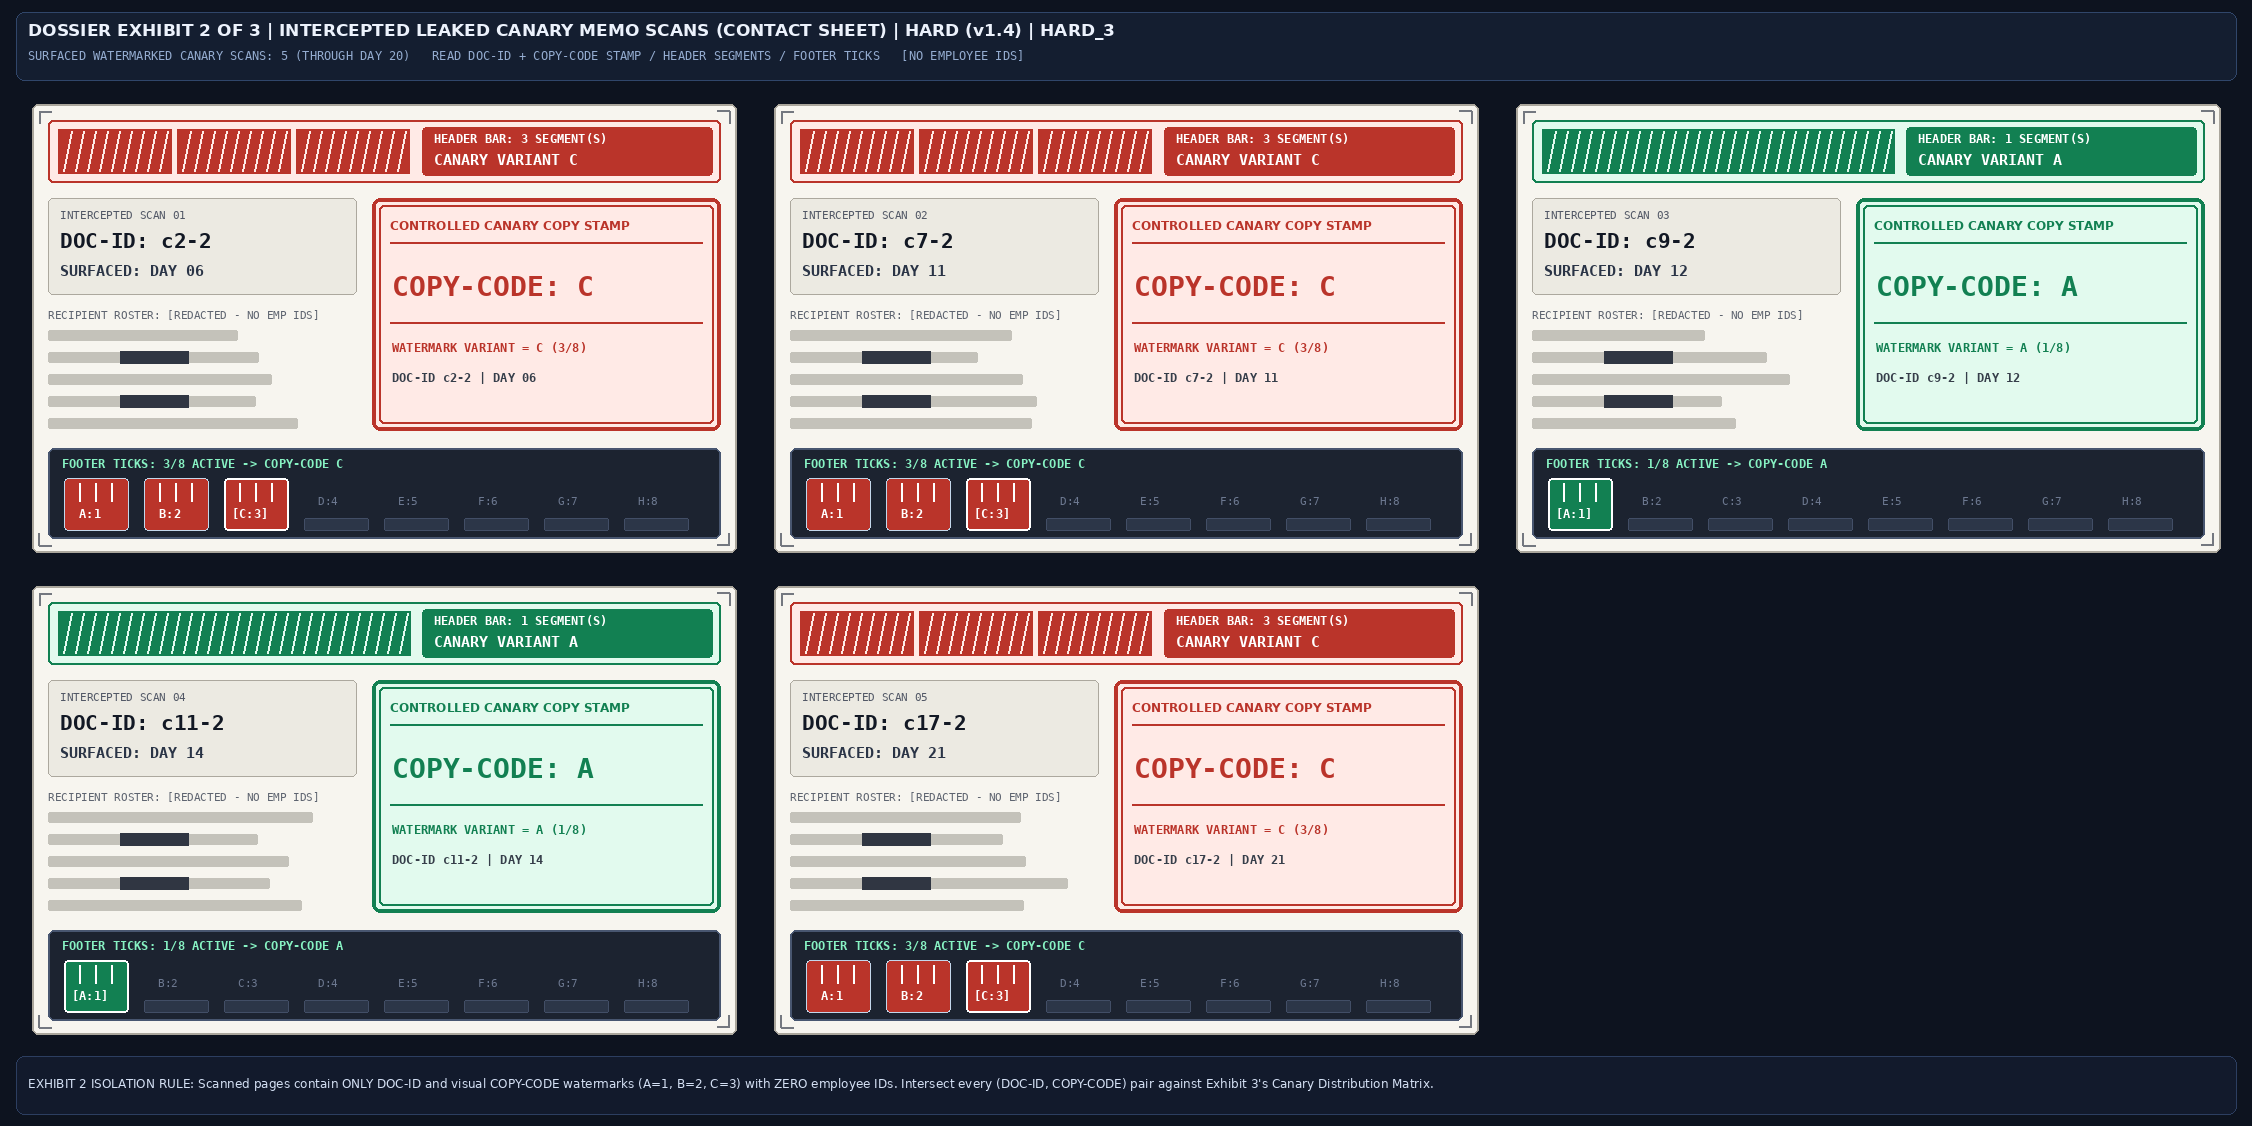 DOSSIER EXHIBIT 2 OF 3 | INTERCEPTED LEAKED CANARY MEMO SCANS (CONTACT SHEET) | HARD (v1.4) | HARD_3
SURFACED WATERMARKED CANARY SCANS: 5 (THROUGH DAY 20)   READ DOC-ID + COPY-CODE STAMP / HEADER SEGMENTS / FOOTER TICKS   [NO EMPLOYEE IDS]
HEADER BAR: 3 SEGMENT(S)
CANARY VARIANT C
INTERCEPTED SCAN 01
DOC-ID: c2-2
SURFACED: DAY 06
RECIPIENT ROSTER: [REDACTED - NO EMP IDS]
CONTROLLED CANARY COPY STAMP
COPY-CODE: C
WATERMARK VARIANT = C (3/8)
DOC-ID c2-2 | DAY 06
FOOTER TICKS: 3/8 ACTIVE -> COPY-CODE C
A:1 B:2 [C:3] D:4 E:5 F:6 G:7 H:8
HEADER BAR: 3 SEGMENT(S)
CANARY VARIANT C
INTERCEPTED SCAN 02
DOC-ID: c7-2
SURFACED: DAY 11
RECIPIENT ROSTER: [REDACTED - NO EMP IDS]
CONTROLLED CANARY COPY STAMP
COPY-CODE: C
WATERMARK VARIANT = C (3/8)
DOC-ID c7-2 | DAY 11
FOOTER TICKS: 3/8 ACTIVE -> COPY-CODE C
A:1 B:2 [C:3] D:4 E:5 F:6 G:7 H:8
HEADER BAR: 1 SEGMENT(S)
CANARY VARIANT A
INTERCEPTED SCAN 03
DOC-ID: c9-2
SURFACED: DAY 12
RECIPIENT ROSTER: [REDACTED - NO EMP IDS]
CONTROLLED CANARY COPY STAMP
COPY-CODE: A
WATERMARK VARIANT = A (1/8)
DOC-ID c9-2 | DAY 12
FOOTER TICKS: 1/8 ACTIVE -> COPY-CODE A
[A:1] B:2 C:3 D:4 E:5 F:6 G:7 H:8
HEADER BAR: 1 SEGMENT(S)
CANARY VARIANT A
INTERCEPTED SCAN 04
DOC-ID: c11-2
SURFACED: DAY 14
RECIPIENT ROSTER: [REDACTED - NO EMP IDS]
CONTROLLED CANARY COPY STAMP
COPY-CODE: A
WATERMARK VARIANT = A (1/8)
DOC-ID c11-2 | DAY 14
FOOTER TICKS: 1/8 ACTIVE -> COPY-CODE A
[A:1] B:2 C:3 D:4 E:5 F:6 G:7 H:8
HEADER BAR: 3 SEGMENT(S)
CANARY VARIANT C
INTERCEPTED SCAN 05
DOC-ID: c17-2
SURFACED: DAY 21
RECIPIENT ROSTER: [REDACTED - NO EMP IDS]
CONTROLLED CANARY COPY STAMP
COPY-CODE: C
WATERMARK VARIANT = C (3/8)
DOC-ID c17-2 | DAY 21
FOOTER TICKS: 3/8 ACTIVE -> COPY-CODE C
A:1 B:2 [C:3] D:4 E:5 F:6 G:7 H:8
EXHIBIT 2 ISOLATION RULE: Scanned pages contain ONLY DOC-ID and visual COPY-CODE watermarks (A=1, B=2, C=3) with ZERO employee IDs. Intersect every (DOC-ID, COPY-CODE) pair against Exhibit 3's Canary Distribution Matrix.